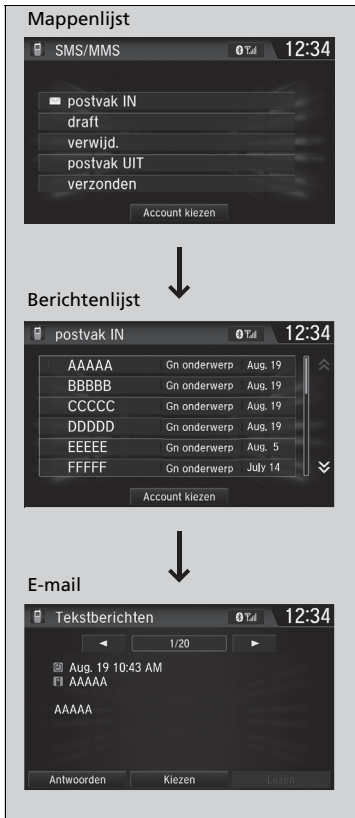 Mappenlijst
SMS/MMS 12:34
postvak IN
draft
verwijd.
postvak UIT
verzonden
Account kiezen
Berichtenlijst
postvak IN 12:34
AAAAA Gn onderwerp Aug. 19
BBBBB Gn onderwerp Aug. 19
CCCCC Gn onderwerp Aug. 19
DDDDD Gn onderwerp Aug. 19
EEEEE Gn onderwerp Aug. 5
FFFFF Gn onderwerp July 14
Account kiezen
E-mail
Tekstberichten 12:34
1/20
Aug. 19 10:43 AM
AAAAA
AAAAA
Antwoorden Kiezen Lezen